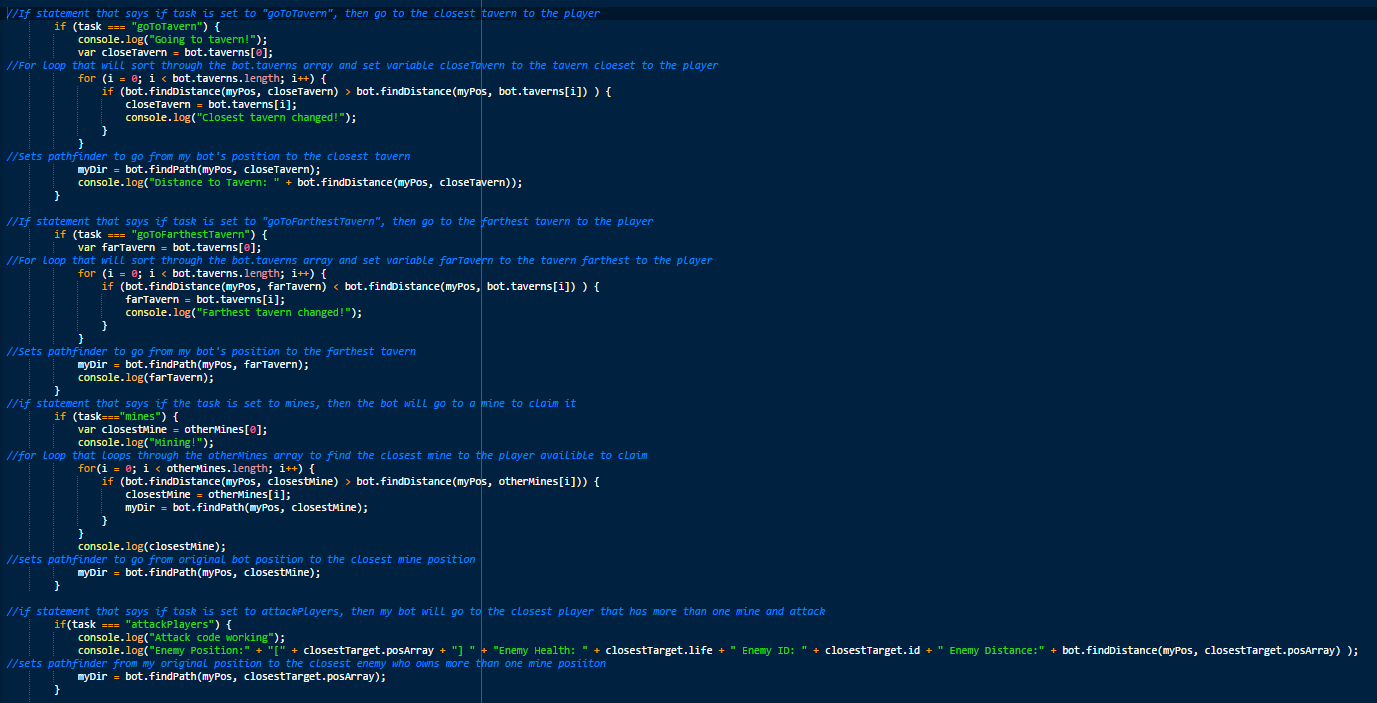 //If statement that says if task is set to "goToTavern", then go to the closest tavern to the player
if (task === "goToTavern") {
console.log("Going to tavern!");
var closeTavern = bot.taverns[0];
//For loop that will sort through the bot.taverns array and set variable closeTavern to the tavern cloeset to the player
for (i = 0; i < bot.taverns.length; i++) {
if (bot.findDistance(myPos, closeTavern) > bot.findDistance(myPos, bot.taverns[i]) ) {
closeTavern = bot.taverns[i];
console.log("Closest tavern changed!");
}
}
//Sets pathfinder to go from my bot's position to the closest tavern
myDir = bot.findPath(myPos, closeTavern);
console.log("Distance to Tavern: " + bot.findDistance(myPos, closeTavern));
}
//If statement that says if task is set to "goToFarthestTavern", then go to the farthest tavern to the player
if (task === "goToFarthestTavern") {
var farTavern = bot.taverns[0];
//For loop that will sort through the bot.taverns array and set variable farTavern to the tavern farthest to the player
for (i = 0; i < bot.taverns.length; i++) {
if (bot.findDistance(myPos, farTavern) < bot.findDistance(myPos, bot.taverns[i]) ) {
farTavern = bot.taverns[i];
console.log("Farthest tavern changed!");
}
}
//Sets pathfinder to go from my bot's position to the farthest tavern
myDir = bot.findPath(myPos, farTavern);
console.log(farTavern);
}
//if statement that says if the task is set to mines, then the bot will go to a mine to claim it
if (task==="mines") {
var closestMine = otherMines[0];
console.log("Mining!");
//for loop that loops through the otherMines array to find the closest mine to the player availible to claim
for(i = 0; i < otherMines.length; i++) {
if (bot.findDistance(myPos, closestMine) > bot.findDistance(myPos, otherMines[i])) {
closestMine = otherMines[i];
myDir = bot.findPath(myPos, closestMine);
}
}
console.log(closestMine);
//sets pathfinder to go from original bot position to the closest mine position
myDir = bot.findPath(myPos, closestMine);
}
//if statement that says if task is set to attackPlayers, then my bot will go to the closest player that has more than one mine and attack
if(task === "attackPlayers") {
console.log("Attack code working");
console.log("Enemy Position:" + "[" + closestTarget.posArray + "] " + "Enemy Health: " + closestTarget.life + " Enemy ID: " + closestTarget.id + " Enemy Distance:" + bot.findDistance(myPos, closestTarget.posArray) );
//sets pathfinder from my original position to the closest enemy who owns more than one mine posiiton
myDir = bot.findPath(myPos, closestTarget.posArray);
}